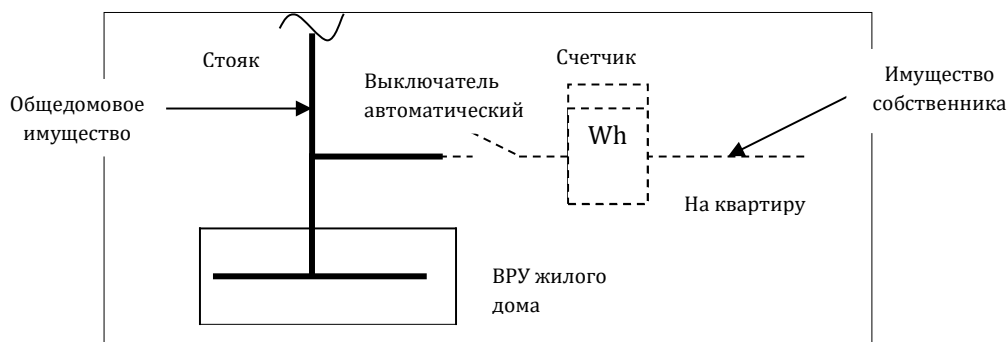 Стояк
Общедомовое
имущество
Выключатель
автоматический
Счетчик
Wh
Имущество
собственника
На квартиру
ВРУ жилого
дома